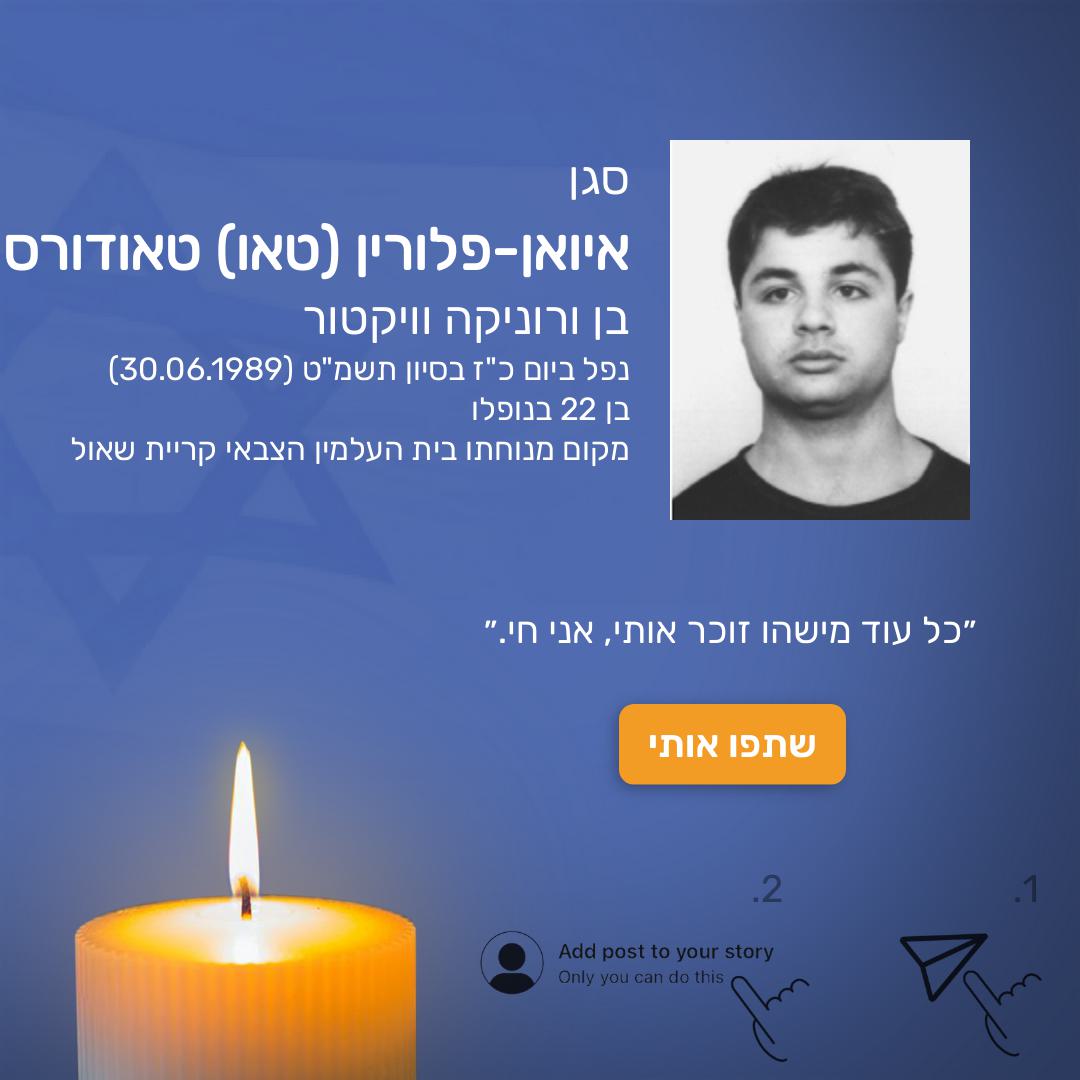 סגן
איוואן-פלורין (טאו) טאודורס
בן ורוניקה וויקטור
נפל ביום כ"ז בסיון תשמ"ט (30.06.1989)
בן 22 בנופלו
מקום מנוחתו בית העלמין הצבאי קריית שאול
״כל עוד מישהו זוכר אותי, אני חי.״
שתפו אותי
1.
2.
Add post to your story
Only you can do this